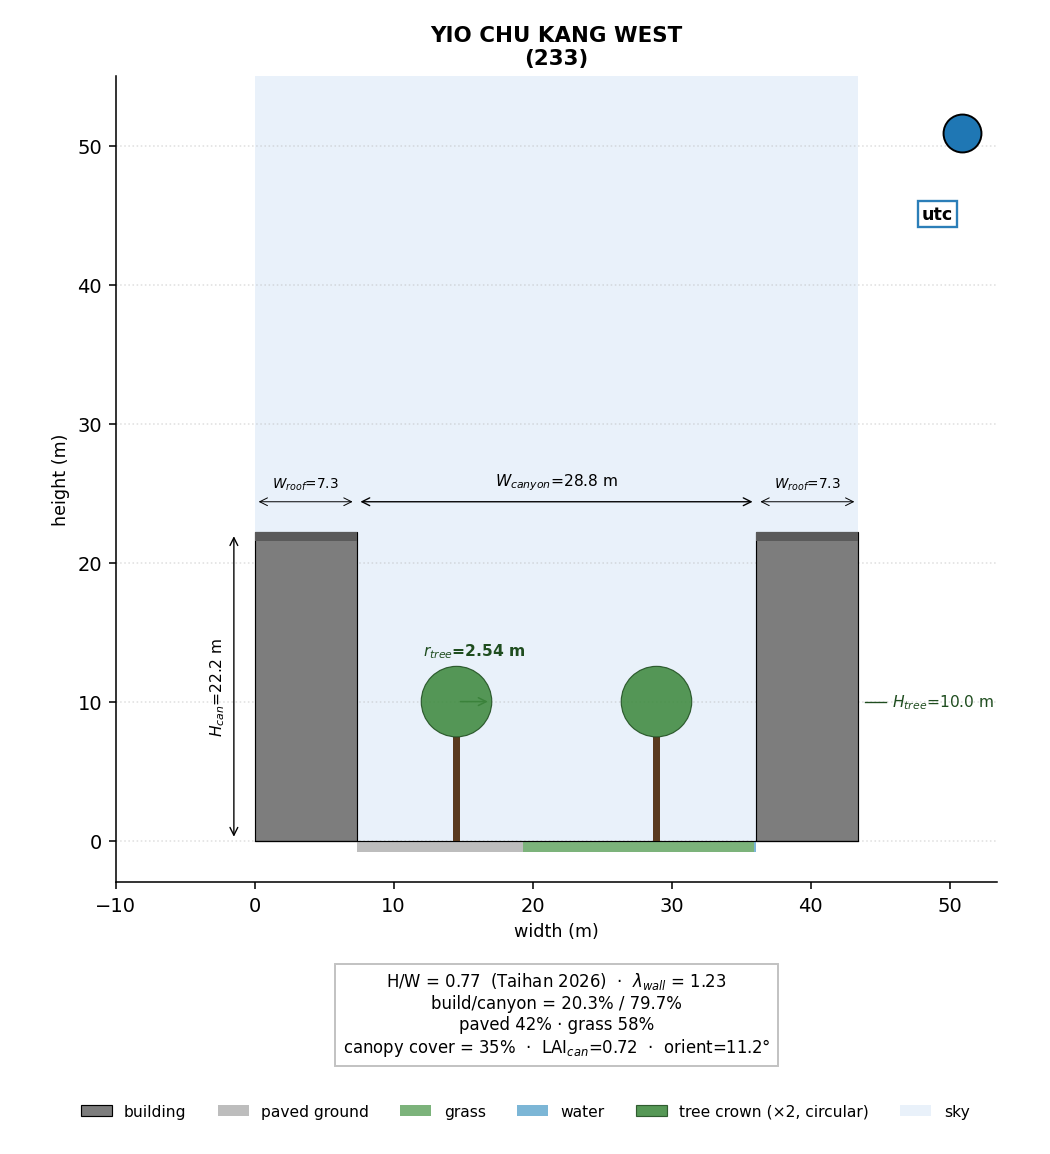 YIO CHU KANG WEST
(233)
50
utc
40
30
height (m)
W_roof=7.3
W_canyon=28.8 m
W_roof=7.3
20
H_can=22.2 m
r_tree=2.54 m
10
H_tree=10.0 m
0
−10 0 10 20 30 40 50
width (m)
H/W = 0.77 (Taihan 2026) · λ_wall = 1.23
build/canyon = 20.3% / 79.7%
paved 42% · grass 58%
canopy cover = 35% · LAI_can=0.72 · orient=11.2°
building paved ground grass water tree crown (×2, circular) sky